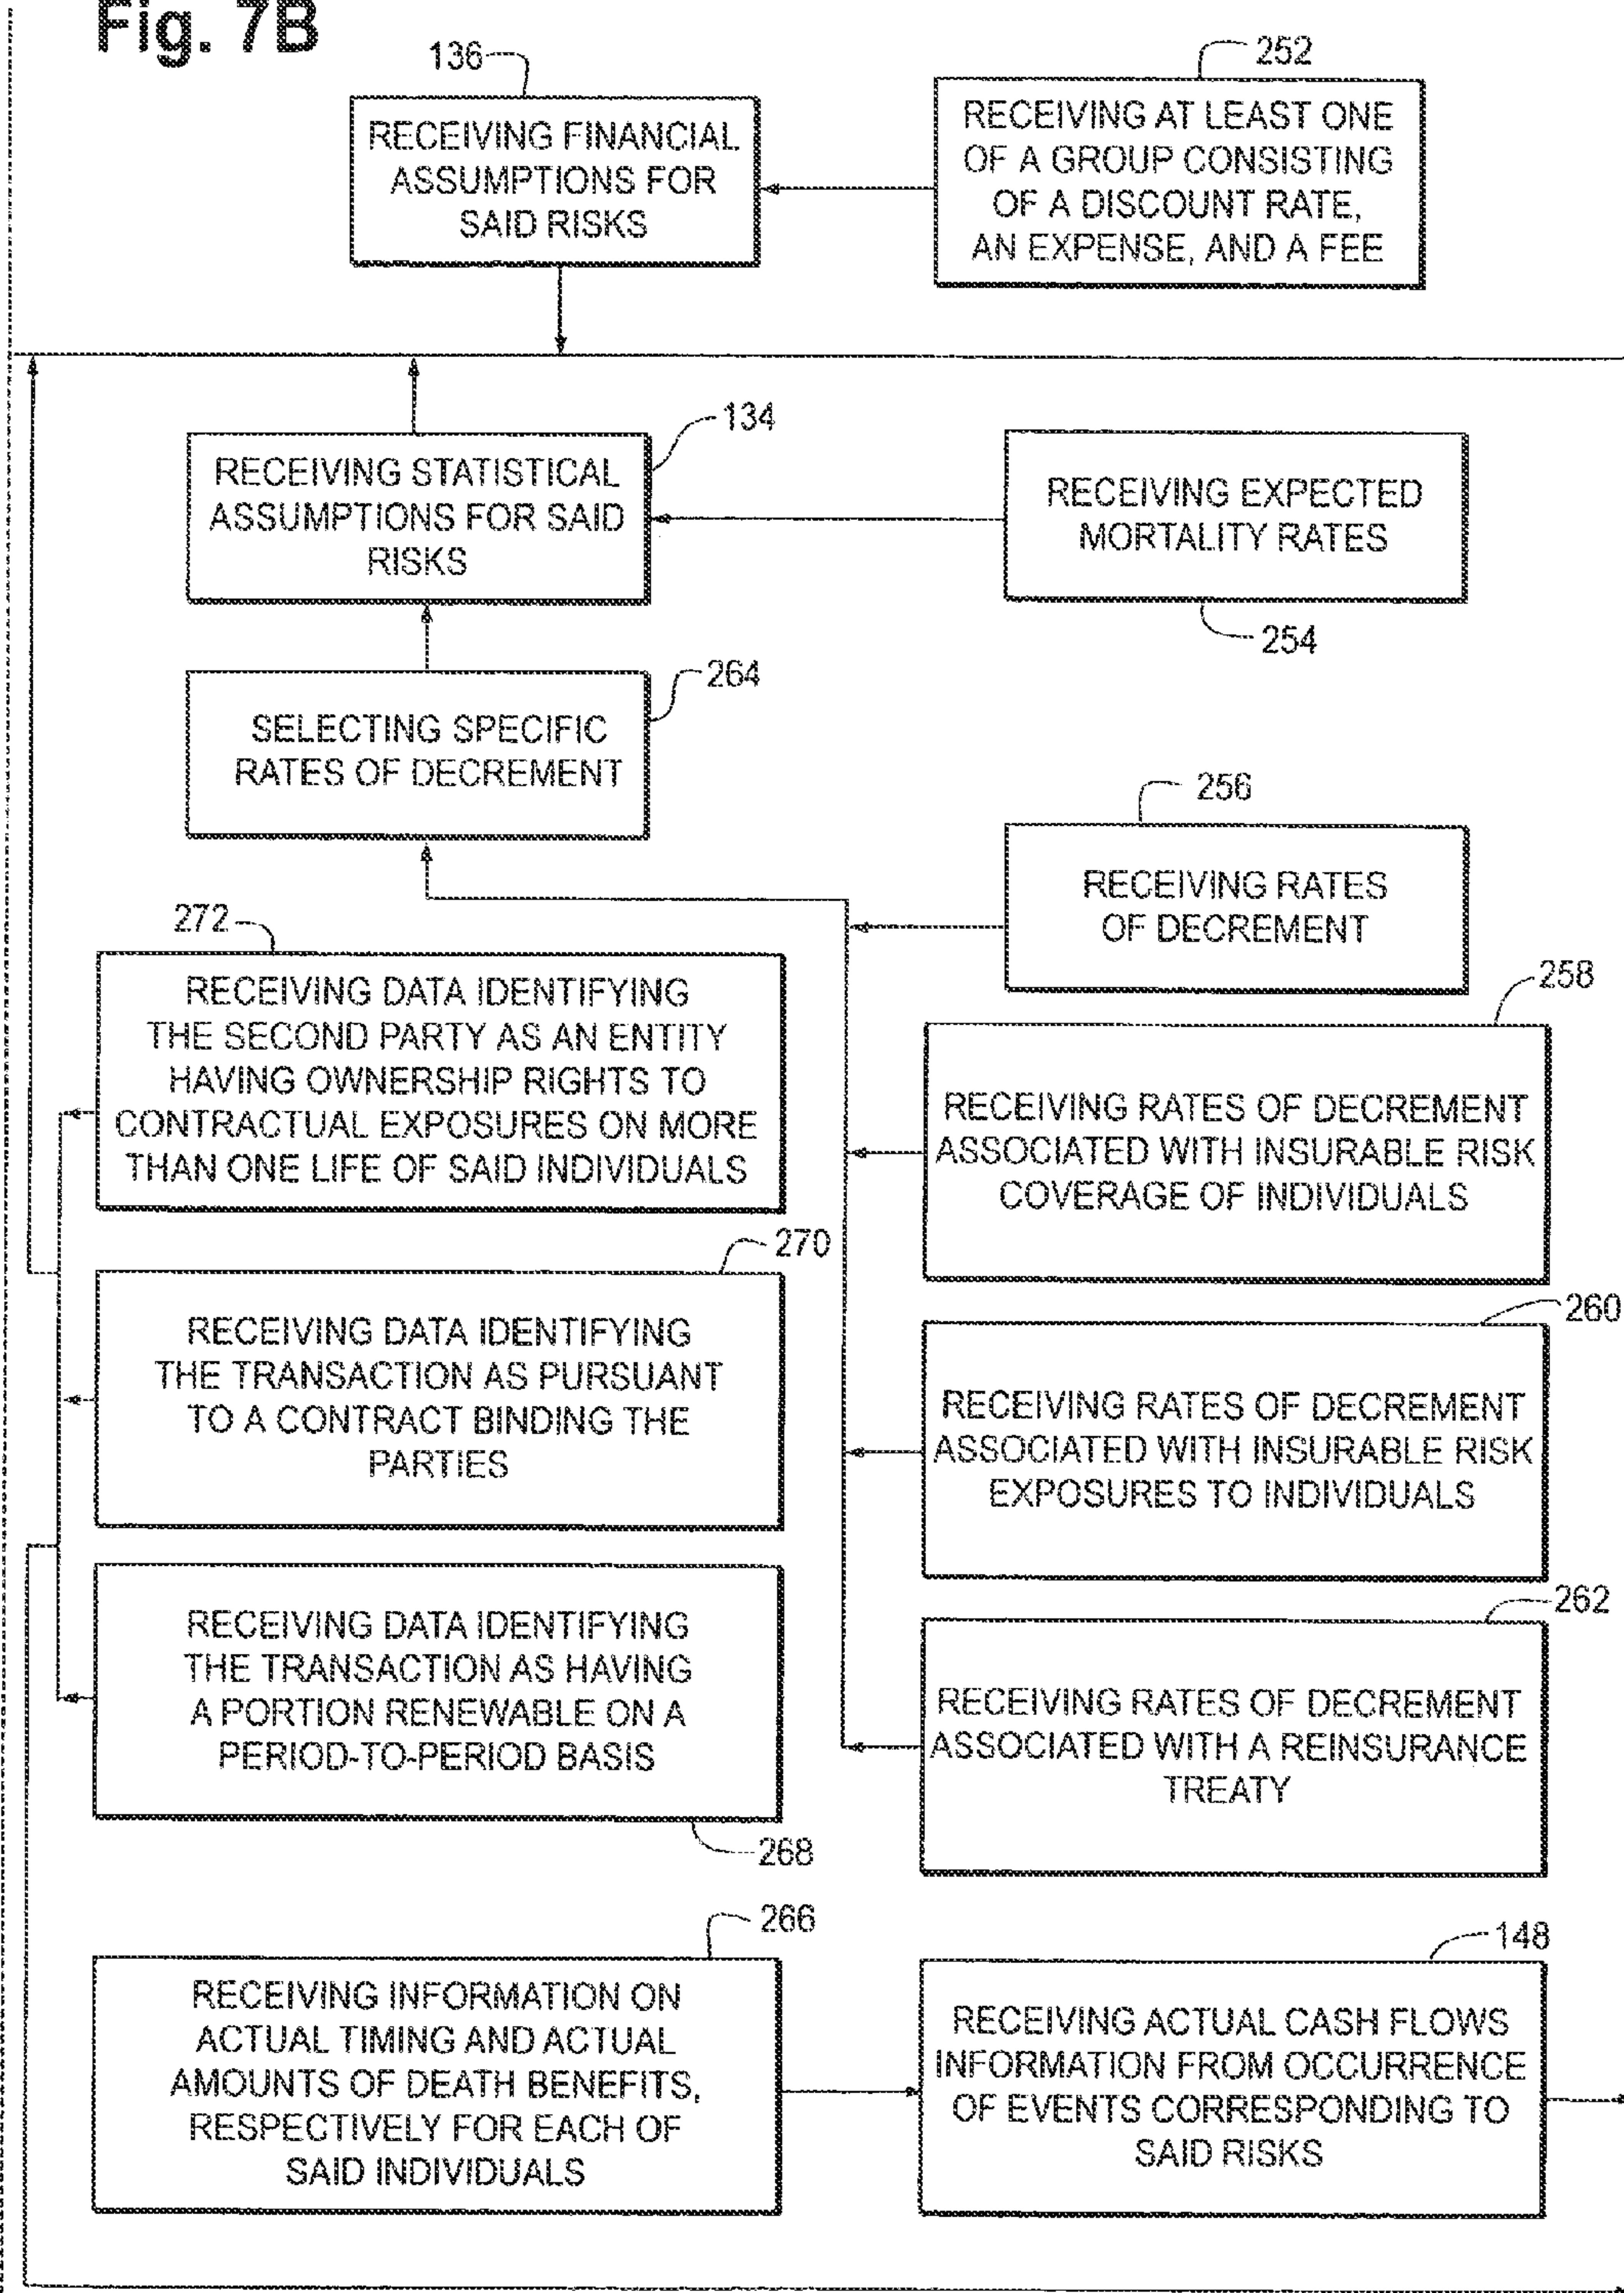 Fig. 7B
136
252
RECEIVING FINANCIAL
ASSUMPTIONS FOR
SAID RISKS
RECEIVING AT LEAST ONE
OF A GROUP CONSISTING
OF A DISCOUNT RATE,
AN EXPENSE, AND A FEE
134
RECEIVING STATISTICAL
ASSUMPTIONS FOR SAID
RISKS
RECEIVING EXPECTED
MORTALITY RATES
254
264
SELECTING SPECIFIC
RATES OF DECREMENT
256
RECEIVING RATES
OF DECREMENT
272
RECEIVING DATA IDENTIFYING
THE SECOND PARTY AS AN ENTITY
HAVING OWNERSHIP RIGHTS TO
CONTRACTUAL EXPOSURES ON MORE
THAN ONE LIFE OF SAID INDIVIDUALS
258
RECEIVING RATES OF DECREMENT
ASSOCIATED WITH INSURABLE RISK
COVERAGE OF INDIVIDUALS
270
RECEIVING DATA IDENTIFYING
THE TRANSACTION AS PURSUANT
TO A CONTRACT BINDING THE
PARTIES
260
RECEIVING RATES OF DECREMENT
ASSOCIATED WITH INSURABLE RISK
EXPOSURES TO INDIVIDUALS
RECEIVING DATA IDENTIFYING
THE TRANSACTION AS HAVING
A PORTION RENEWABLE ON A
PERIOD-TO-PERIOD BASIS
268
262
RECEIVING RATES OF DECREMENT
ASSOCIATED WITH A REINSURANCE
TREATY
266
RECEIVING INFORMATION ON
ACTUAL TIMING AND ACTUAL
AMOUNTS OF DEATH BENEFITS,
RESPECTIVELY FOR EACH OF
SAID INDIVIDUALS
148
RECEIVING ACTUAL CASH FLOWS
INFORMATION FROM OCCURRENCE
OF EVENTS CORRESPONDING TO
SAID RISKS